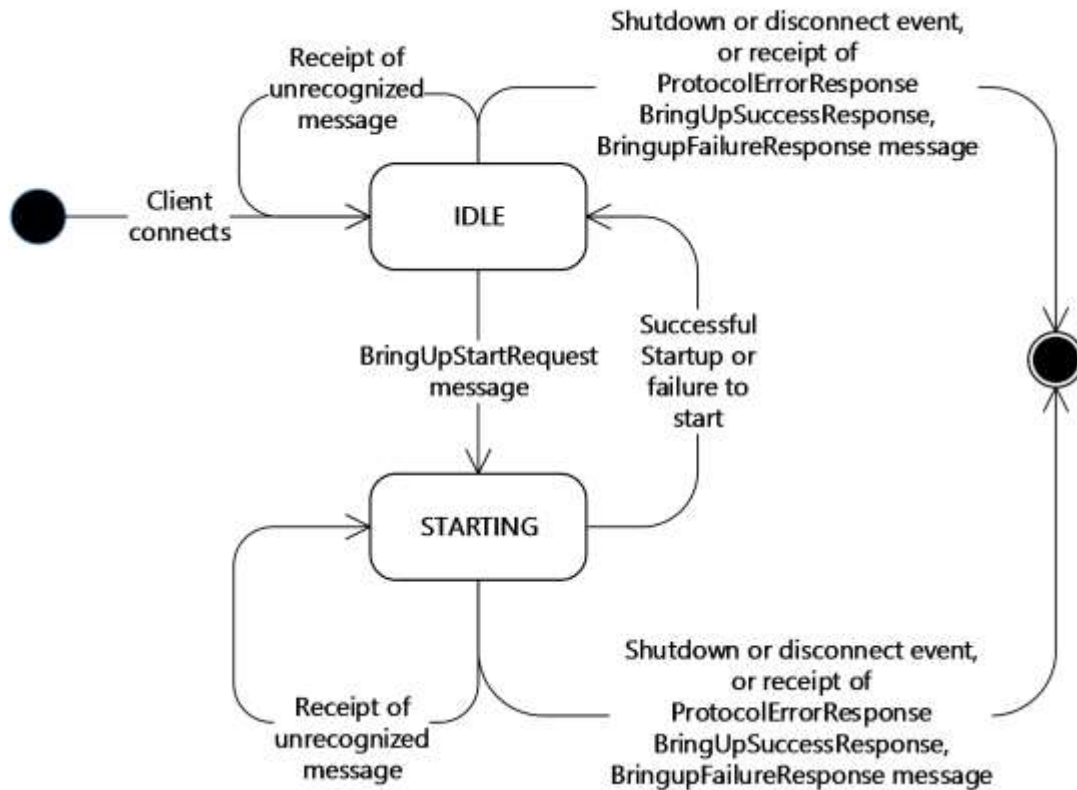 Receipt of
unrecognized
message
Shutdown or disconnect event,
or receipt of
ProtocolErrorResponse
BringUpSuccessResponse,
BringupFailureResponse message
Client
connects
IDLE
BringUpStartRequest
message
Successful
Startup or
failure to
start
STARTING
Receipt of
unrecognized
message
Shutdown or disconnect event,
or receipt of
ProtocolErrorResponse
BringUpSuccessResponse,
BringupFailureResponse message